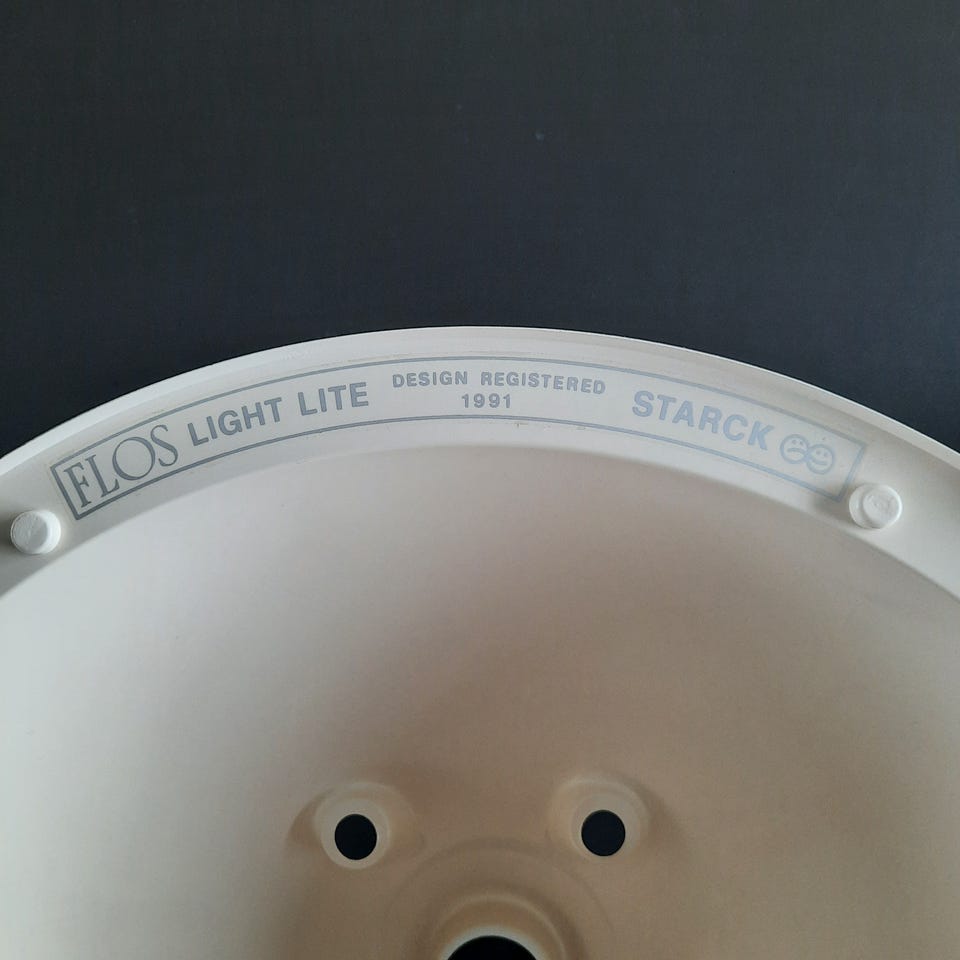 FLOS LIGHT LITE
DESIGN REGISTERED
1991
STARCK